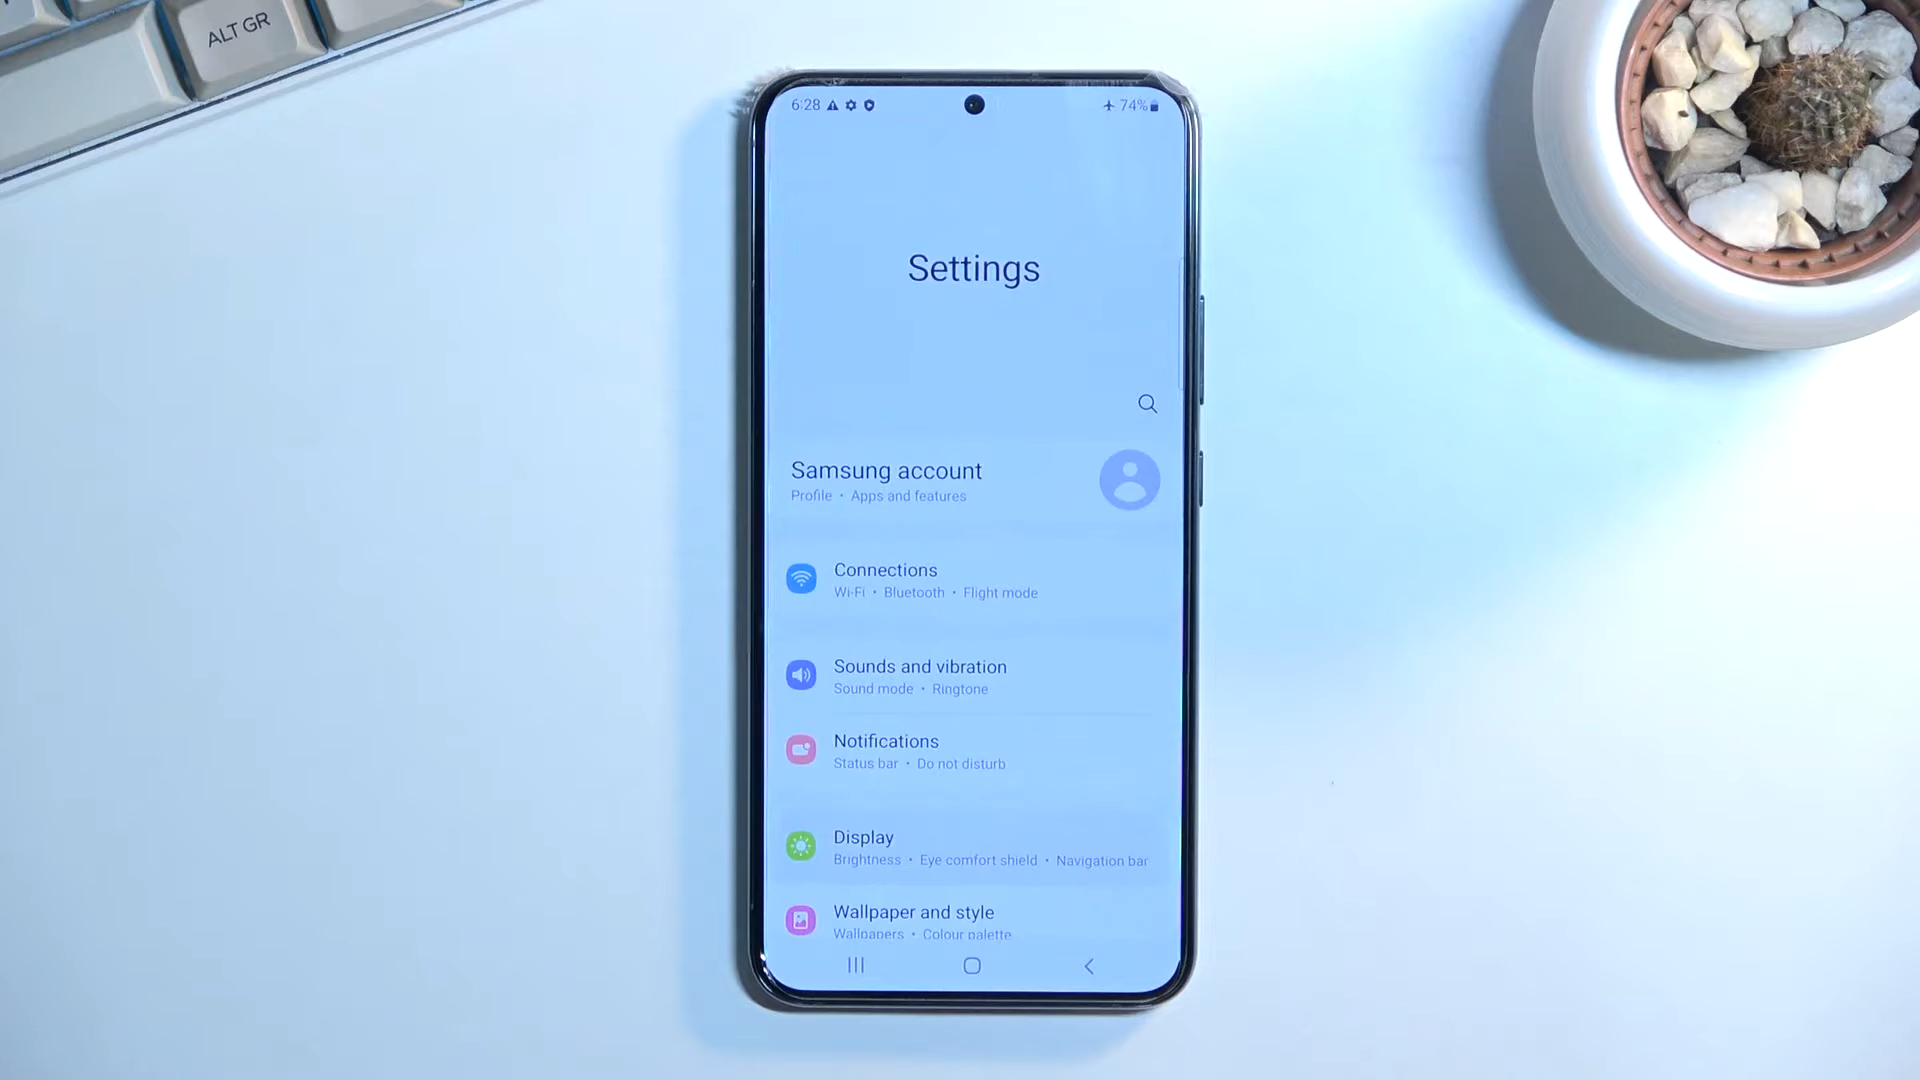 ALT GR
6:28
74%
Settings
Samsung account
Profile • Apps and features
Connections
Wi-Fi • Bluetooth • Flight mode
Sounds and vibration
Sound mode • Ringtone
Notifications
Status bar • Do not disturb
Display
Brightness • Eye comfort shield • Navigation bar
Wallpaper and style
Wallpapers • Colour palette